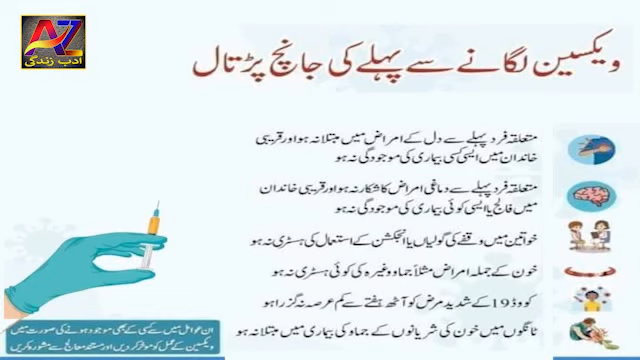 AZ
ادب زندگی
ویکسین لگانے سے پہلے کی جانچ پڑتال
متعلقہ فرد پہلے سے دل کے امراض میں مبتلا نہ ہو اور قریبی
خاندان میں ایسی کسی بیماری کی موجودگی نہ ہو
متعلقہ فرد پہلے سے دماغی امراض کا شکار نہ ہو اور قریبی خاندان
میں فالج یا ایسی کوئی بیماری کی موجودگی نہ ہو
خواتین میں وقفے کی گولیاں یا انجکشن کے استعمال کی ہسٹری نہ ہو
خون کے جملہ امراض مثلاً جماو وغیرہ کی کوئی ہسٹری نہ ہو
کووڈ 19 کے شدید مرض کو آٹھ ہفتے سے کم عرصہ نہ گزرا ہو
ٹانگوں میں خون کی شریانوں کے جماو کی بیماری میں مبتلا نہ ہو
ان عوامل میں سے کسی کے بھی موجود ہونے کی صورت میں
ویکسین کے عمل کو موخر کردیں اور مستند معالج سے مشورہ کریں